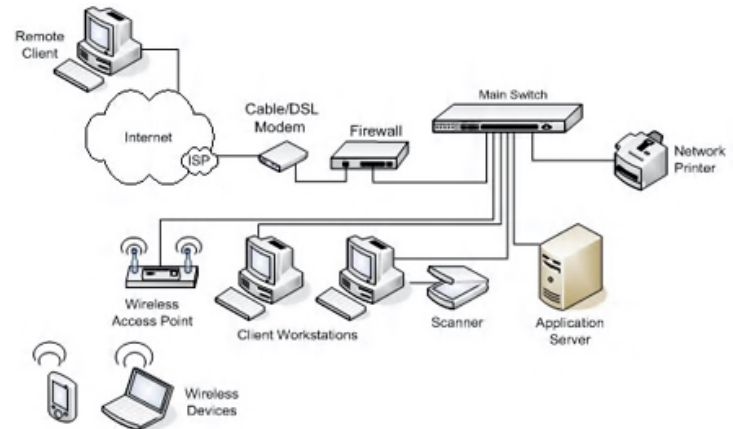 Remote
Client
Internet
ISP
Cable/DSL
Modem
Firewall
Main Switch
Network
Printer
Wireless
Access Point
Client Workstations
Scanner
Application
Server
Wireless
Devices